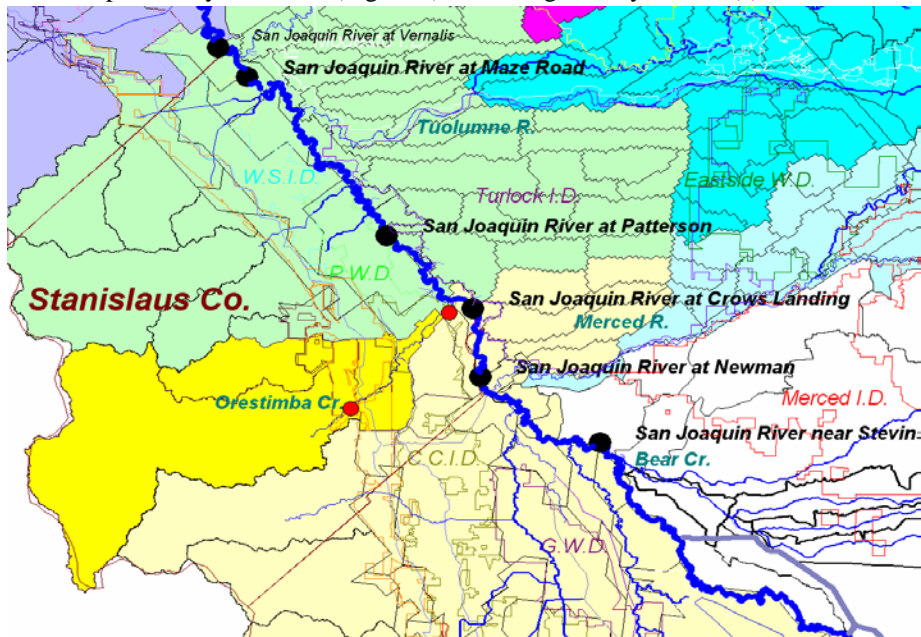 San Joaquin River at Vernalis
San Joaquin River at Maze Road
Tuolumne R.
W.S.I.D.
Eastside W.D.
Turlock I.D.
San Joaquin River at Patterson
P.W.D.
Stanislaus Co.
San Joaquin River at Crows Landing
Merced R.
San Joaquin River at Newman
Orestimba Cr.
Merced I.D.
San Joaquin River near Stevin
Bear Cr.
C.C.I.D.
G.W.D.